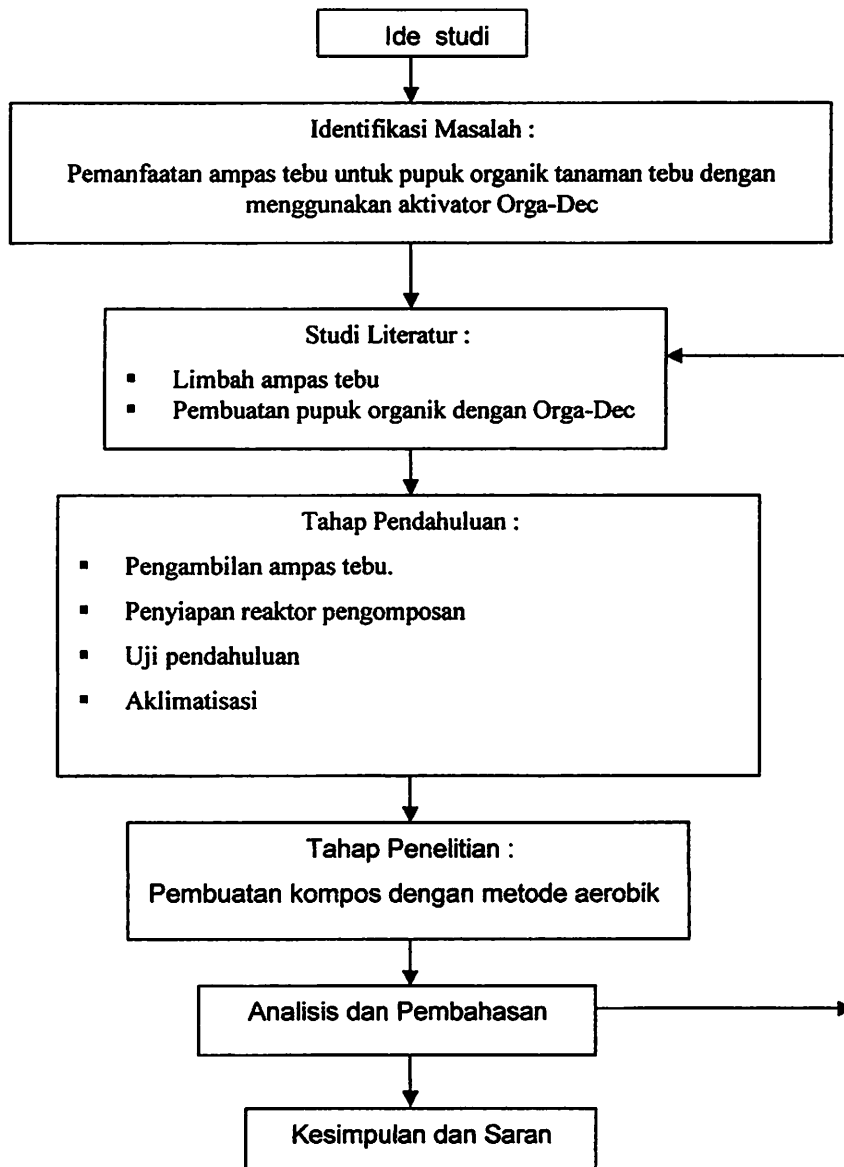 Ide studi
Identifikasi Masalah :
Pemanfaatan ampas tebu untuk pupuk organik tanaman tebu dengan
menggunakan aktivator Orga-Dec
Studi Literatur :
▪ Limbah ampas tebu
▪ Pembuatan pupuk organik dengan Orga-Dec
Tahap Pendahuluan :
▪ Pengambilan ampas tebu.
▪ Penyiapan reaktor pengomposan
▪ Uji pendahuluan
▪ Aklimatisasi
Tahap Penelitian :
Pembuatan kompos dengan metode aerobik
Analisis dan Pembahasan
Kesimpulan dan Saran